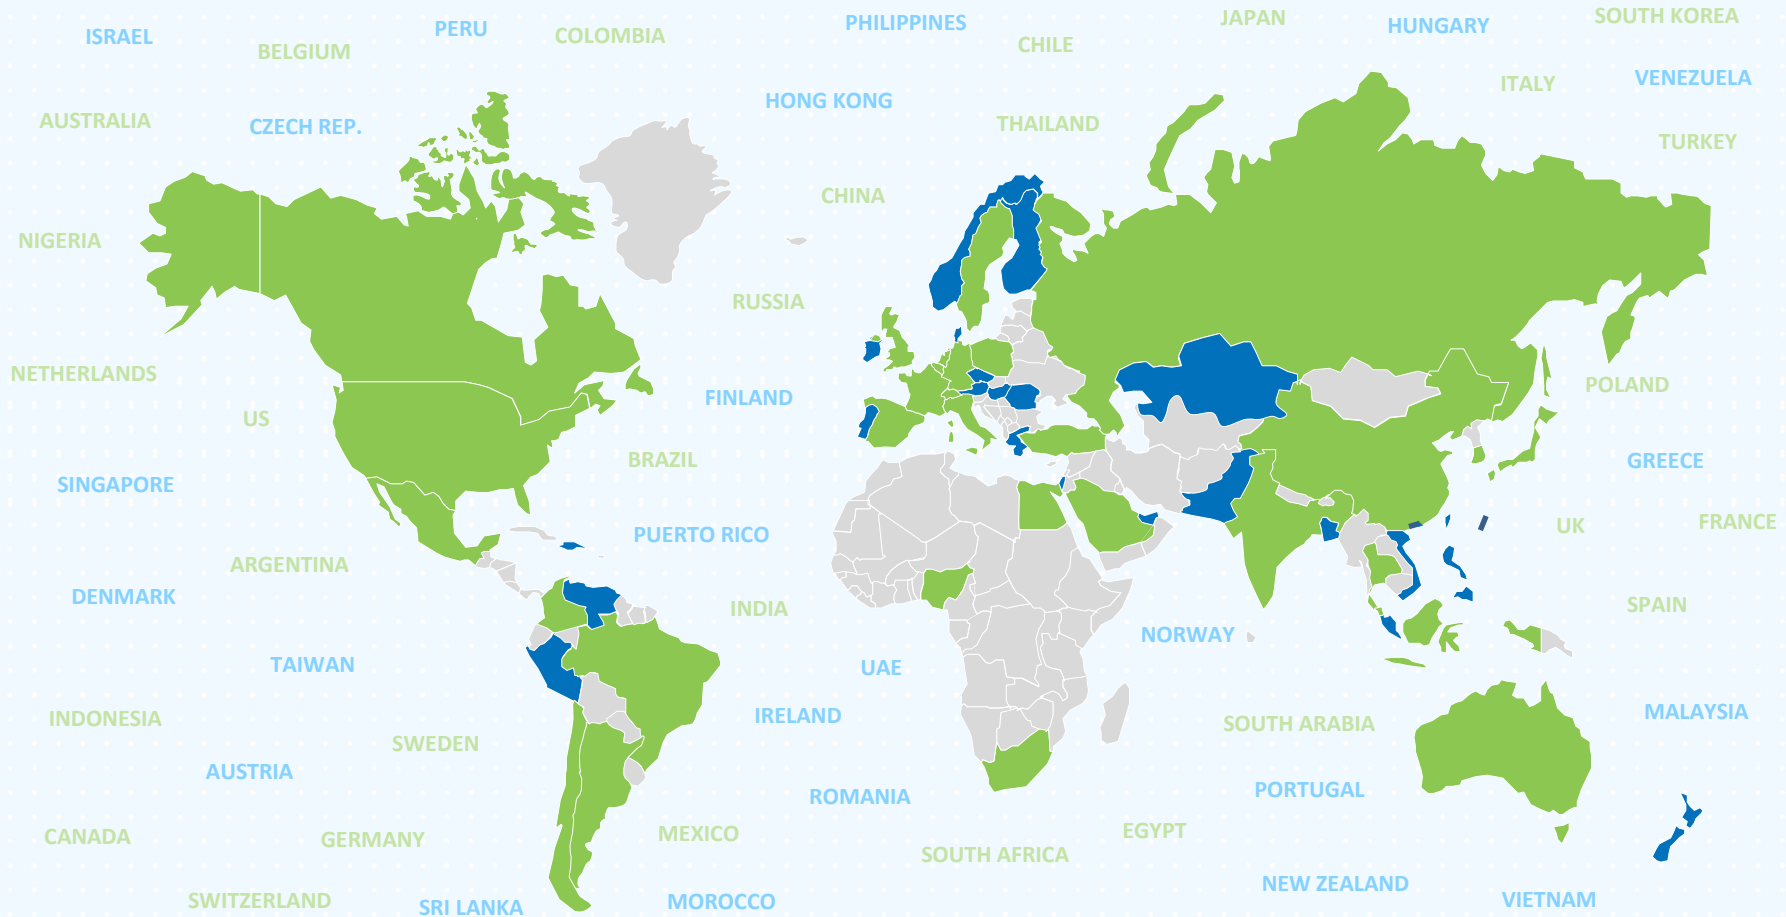 PHILIPPINES
JAPAN
SOUTH KOREA
HUNGARY
ISRAEL
PERU
COLOMBIA
CHILE
BELGIUM
VENEZUELA
ITALY
HONG KONG
AUSTRALIA
CZECH REP.
THAILAND
TURKEY
CHINA
NIGERIA
RUSSIA
NETHERLANDS
POLAND
FINLAND
US
BRAZIL
GREECE
SINGAPORE
FRANCE
UK
PUERTO RICO
ARGENTINA
DENMARK
SPAIN
INDIA
NORWAY
TAIWAN
UAE
MALAYSIA
IRELAND
INDONESIA
SOUTH ARABIA
SWEDEN
AUSTRIA
PORTUGAL
ROMANIA
EGYPT
MEXICO
CANADA
GERMANY
SOUTH AFRICA
NEW ZEALAND
VIETNAM
SWITZERLAND
MOROCCO
SRI LANKA